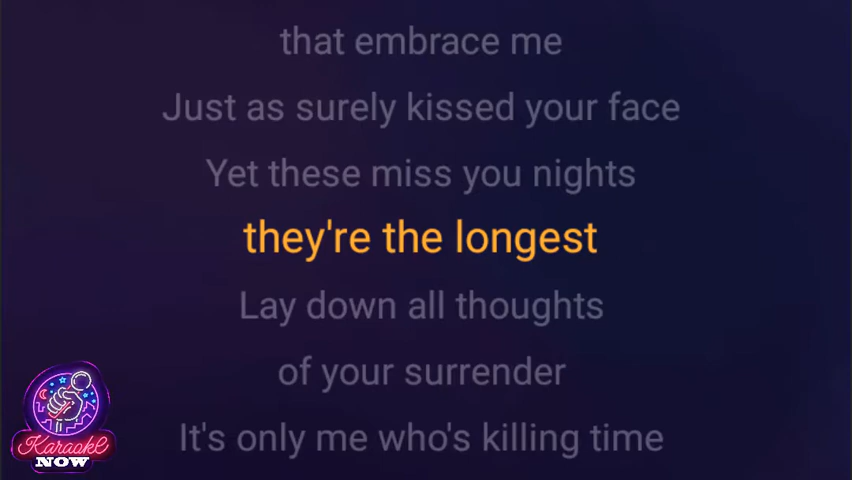 that embrace me
Just as surely kissed your face
Yet these miss you nights
they're the longest
Lay down all thoughts
of your surrender
It's only me who's killing time
Karaoke
NOW